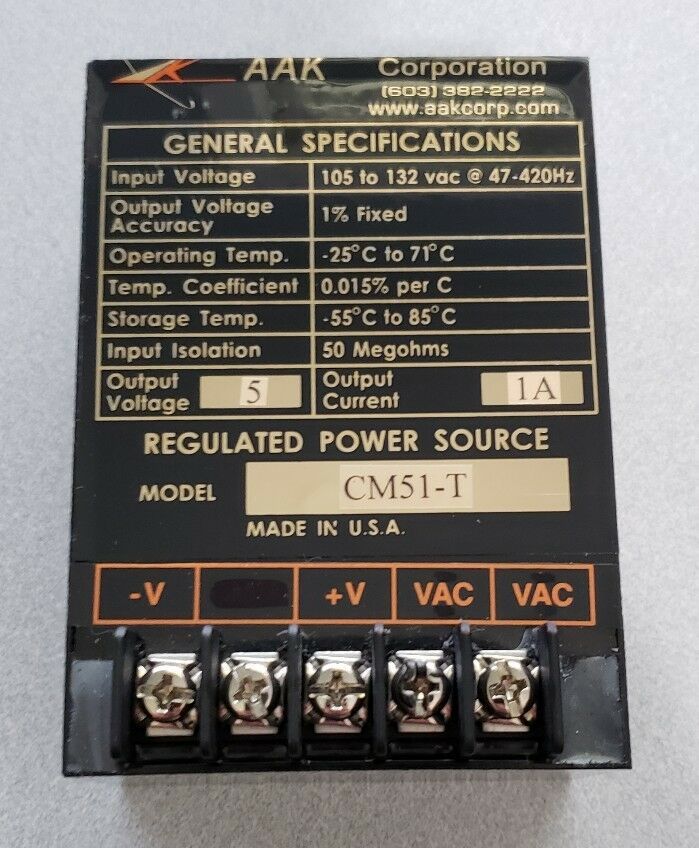 AAK Corporation
(603) 382-2222
www.aakcorp.com
GENERAL SPECIFICATIONS
Input Voltage 105 to 132 vac @ 47-420Hz
Output Voltage Accuracy 1% Fixed
Operating Temp. -25°C to 71°C
Temp. Coefficient 0.015% per C
Storage Temp. -55°C to 85°C
Input Isolation 50 Megohms
Output Voltage 5 Output Current 1A
REGULATED POWER SOURCE
MODEL CM51-T
MADE IN U.S.A.
-V +V VAC VAC